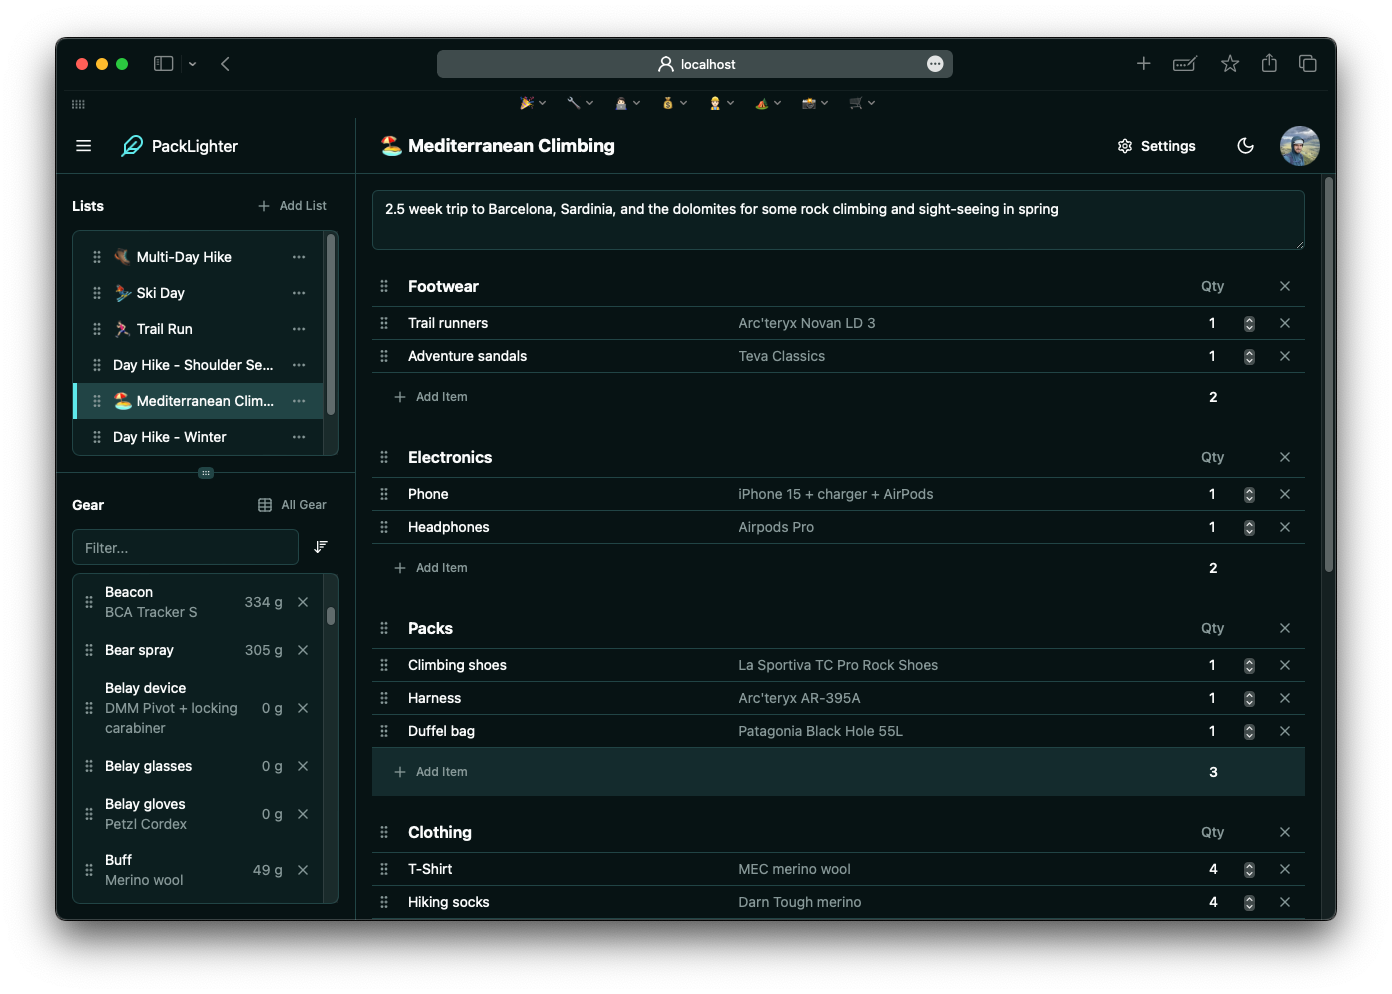 localhost
PackLighter
🏖️ Mediterranean Climbing
Settings
Lists
Add List
Multi-Day Hike
Ski Day
Trail Run
Day Hike - Shoulder Se...
Mediterranean Clim...
Day Hike - Winter
Gear
All Gear
Filter...
Beacon
BCA Tracker S
334 g
Bear spray
305 g
Belay device
DMM Pivot + locking
carabiner
0 g
Belay glasses
0 g
Belay gloves
Petzl Cordex
0 g
Buff
Merino wool
49 g
2.5 week trip to Barcelona, Sardinia, and the dolomites for some rock climbing and sight-seeing in spring
Footwear Qty
Trail runners Arc'teryx Novan LD 3 1
Adventure sandals Teva Classics 1
Add Item 2
Electronics Qty
Phone iPhone 15 + charger + AirPods 1
Headphones Airpods Pro 1
Add Item 2
Packs Qty
Climbing shoes La Sportiva TC Pro Rock Shoes 1
Harness Arc'teryx AR-395A 1
Duffel bag Patagonia Black Hole 55L 1
Add Item 3
Clothing Qty
T-Shirt MEC merino wool 4
Hiking socks Darn Tough merino 4